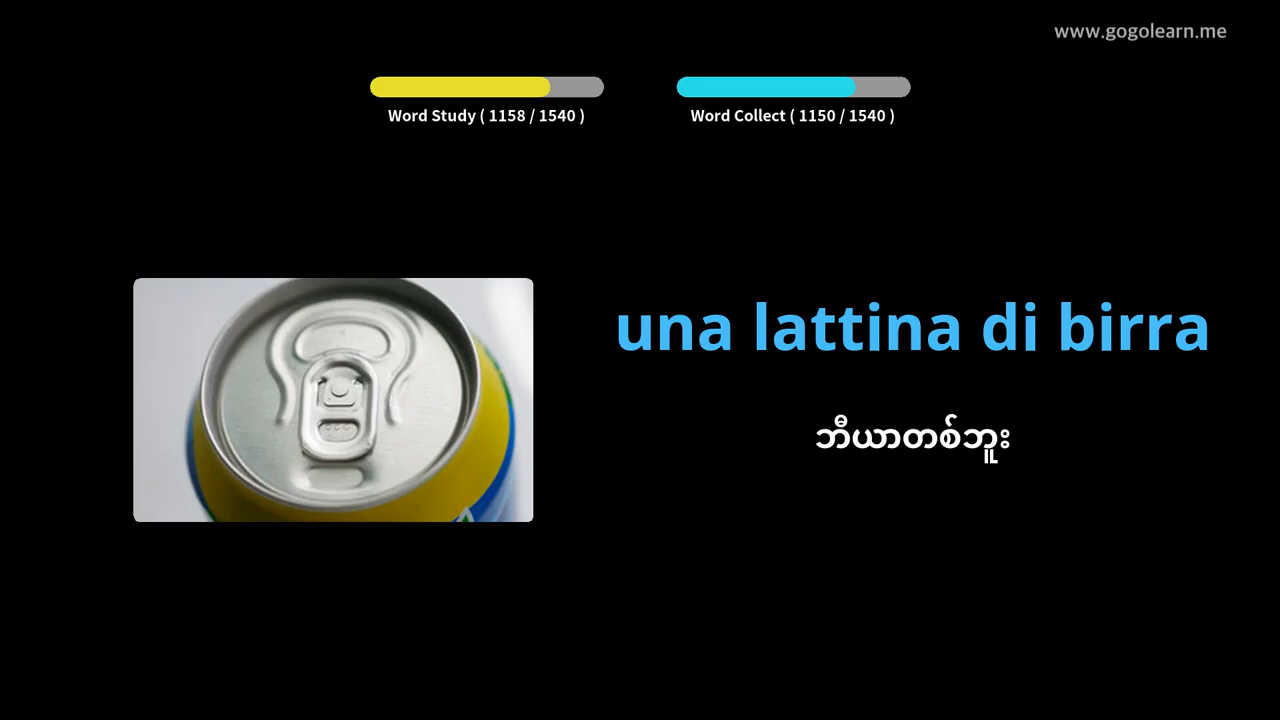 www.gogolearn.me
Word Study ( 1158 / 1540 )
Word Collect ( 1150 / 1540 )
una lattina di birra
ဘီယာတစ်ဘူး